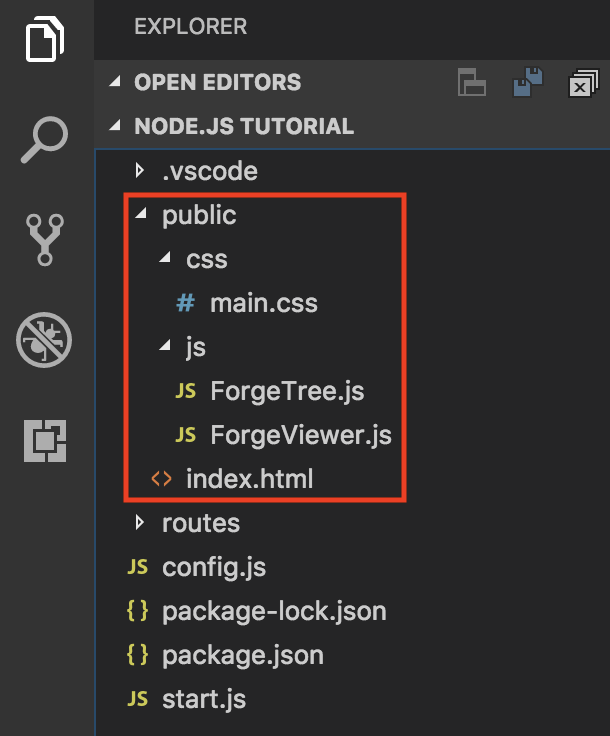 EXPLORER
OPEN EDITORS
NODE.JS TUTORIAL
.vscode
public
css
# main.css
js
JS ForgeTree.js
JS ForgeViewer.js
<> index.html
routes
JS config.js
{ } package-lock.json
{ } package.json
JS start.js